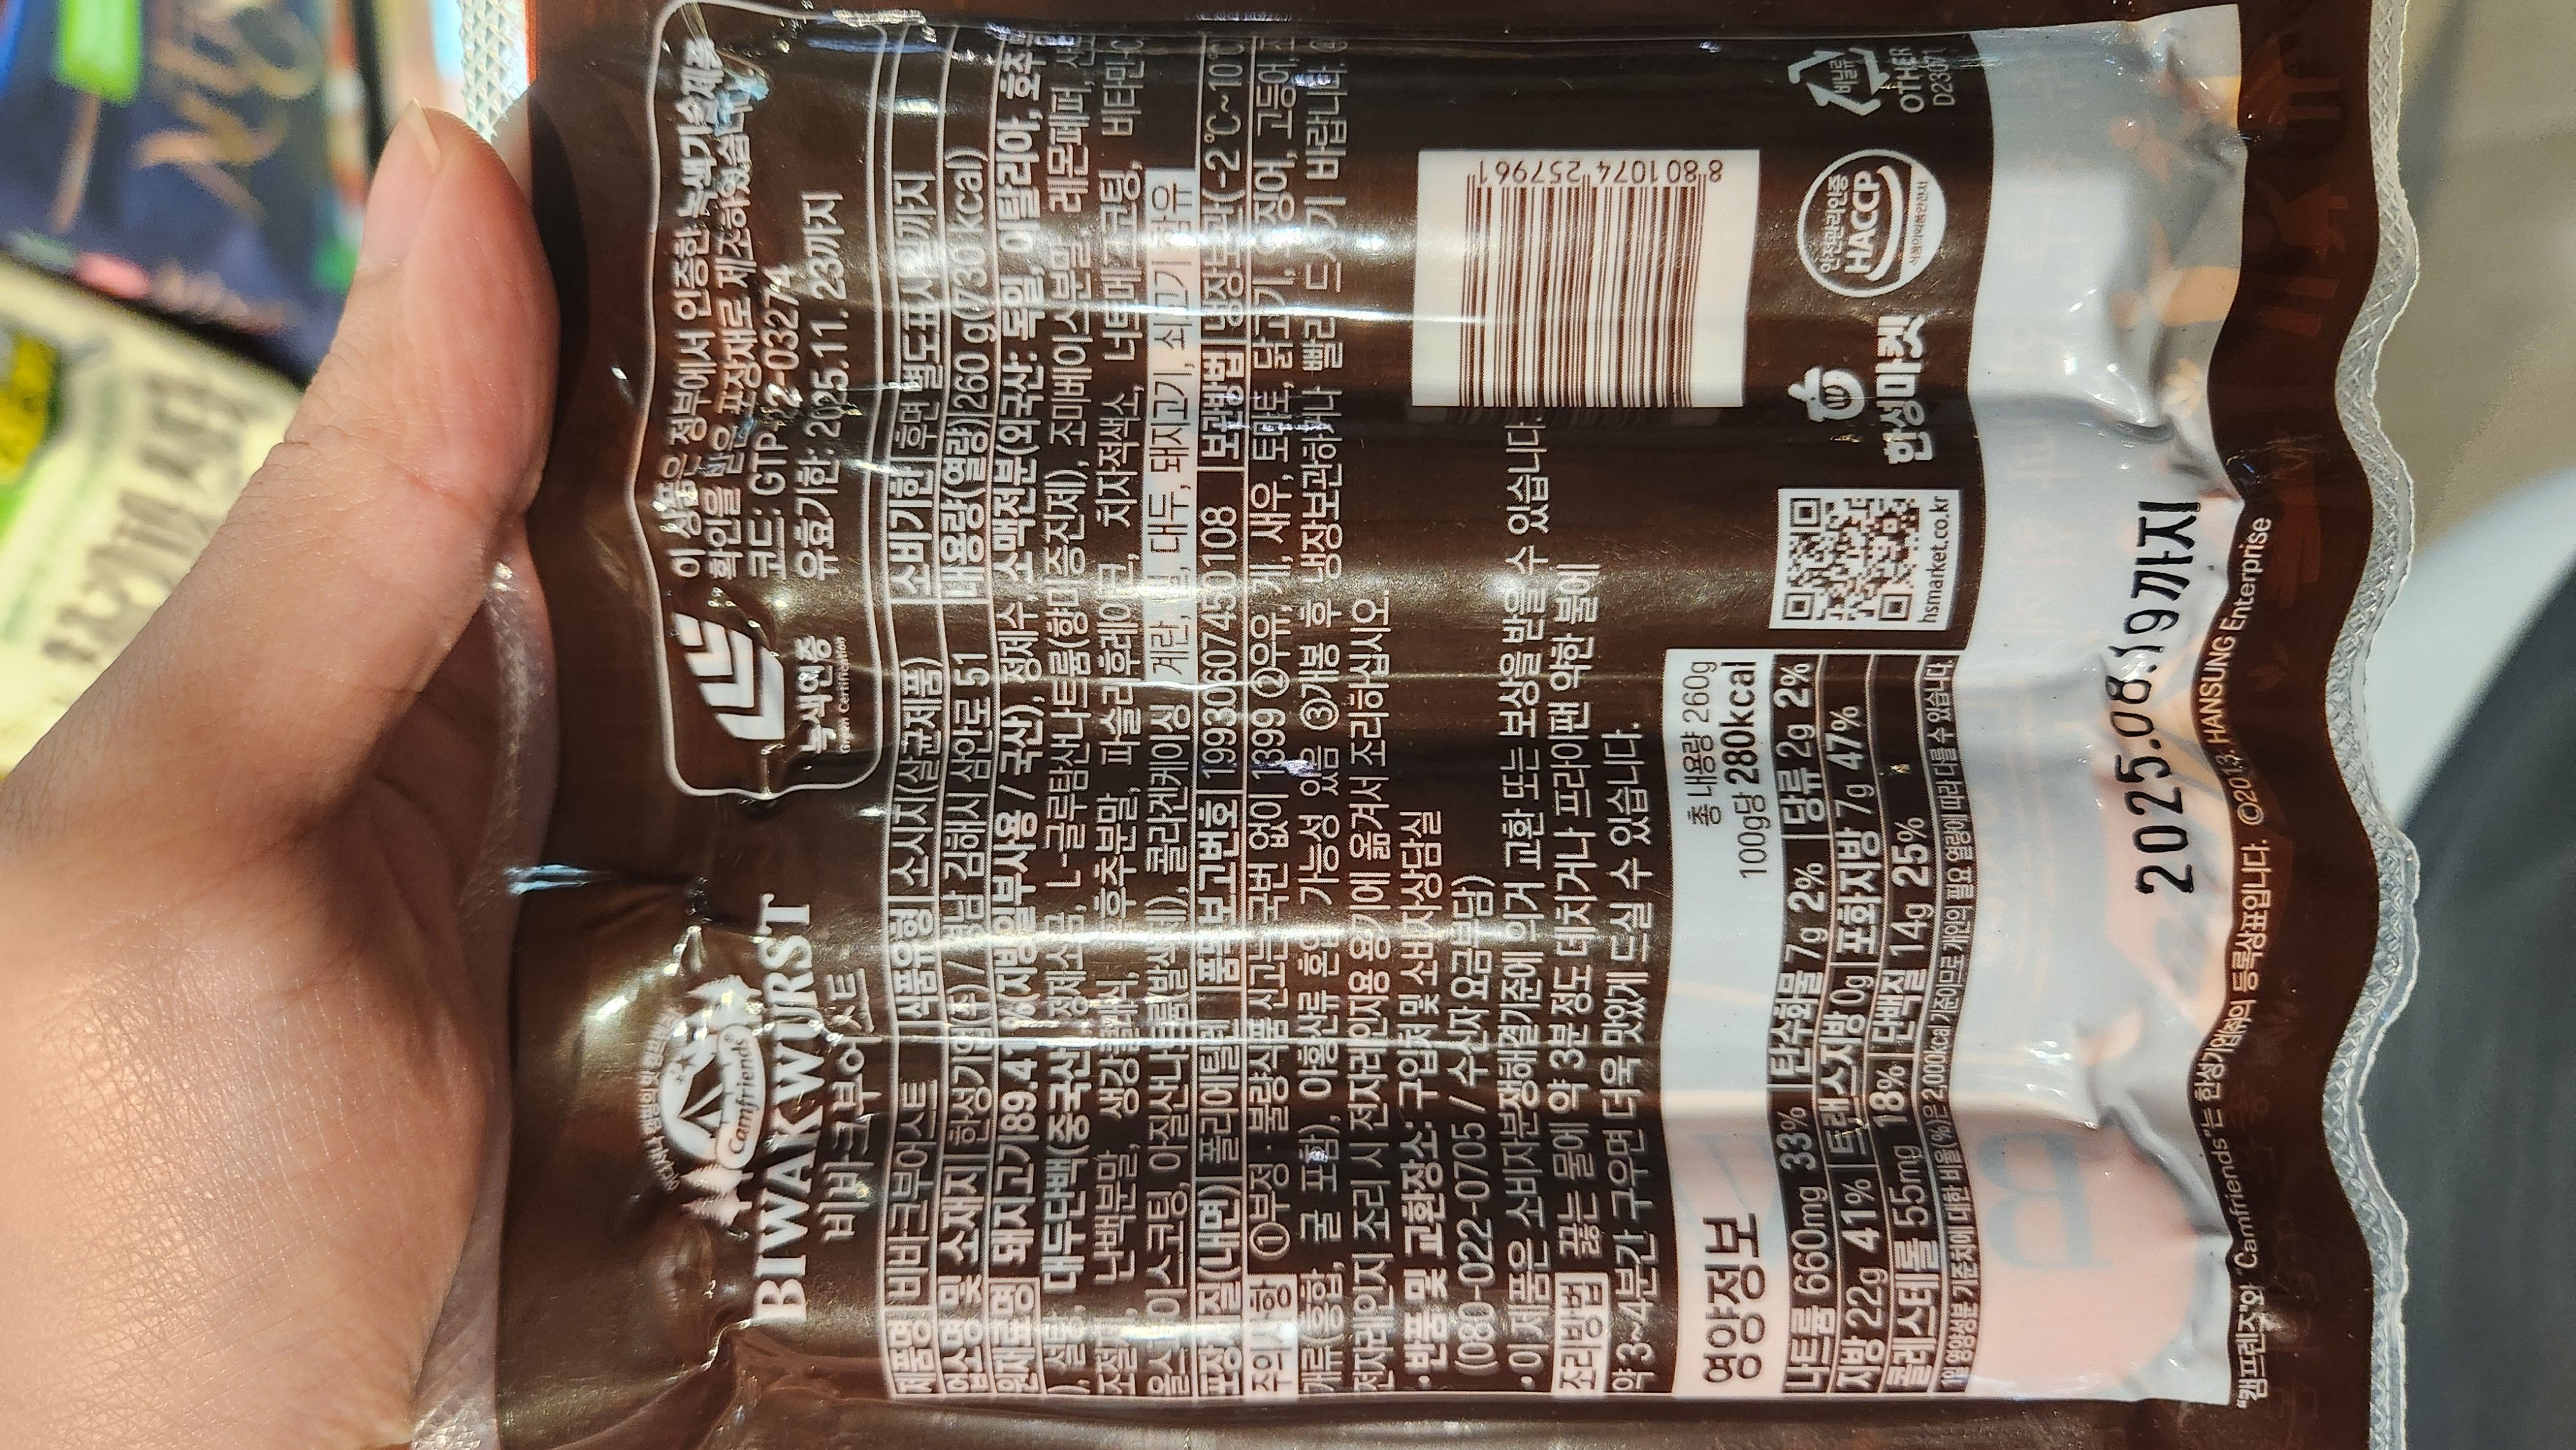 어디서나 캠핑의 맛 캠프렌즈
Camfriends
BIWAKWURST
비바크부어스트
녹색인증
Green Certification
이 상품은 정부에서 인증한 녹색기술제품
확인을 받은 포장재로 제조하였습니다.
코드: GTP- 2-03274
유효기한: 2025.11. 23까지
제품명 비바크부어스트 식품유형 소시지(살균제품) 소비기한 후면 별도표시일까지
업소명 및 소재지 한성기업(주) / 경남 김해시 삼안로 51 내용량(열량) 260 g(730 kcal)
원재료명 돼지고기89.41%(지방일부사용 / 국산), 정제수, 소맥전분(외국산: 독일, 이탈리아, 호주
), 설탕, 대두단백(중국산 정제소금, L-글루탐산나트륨(향미증진제), 조미베이스분말, 레몬페퍼, 산도
조절제, 난백분말, 생강클래식, 후추분말, 파슬리후레이크, 치자적색소, 너트메그코팅, 비타민C
올스파이스코팅, 아질산나트륨(발색제), 콜라겐케이싱 계란, 밀, 대두, 돼지고기, 쇠고기 함유
포장재질(내면) 폴리에틸렌 품목보고번호 19930607450108 보관방법 냉장보관(-2℃~10℃)
주의사항 ①부정·불량식품 신고는 국번 없이 1399 ②우유, 게, 새우, 토마토, 닭고기, 오징어, 고등어, 조
개류(홍합, 굴 포함), 아황산류 혼입 가능성 있음 ③개봉 후 냉장보관하거나 빨리 드시기 바랍니다. ④
전자레인지 조리 시 전자레인지용 용기에 옮겨서 조리하십시오.
·반품 및 교환장소: 구입처 및 소비자상담실
(080-022-0705 / 수신자 요금부담)
·이 제품은 소비자분쟁해결기준에 의거 교환 또는 보상을 받을 수 있습니다.
조리방법 끓는 물에 약 3분 정도 데치거나 프라이팬 약한 불에
약 3~4분간 구우면 더욱 맛있게 드실 수 있습니다.
8 801074 257961
영양정보
총 내용량 260g
100g당 280kcal
나트륨 660mg 33% 탄수화물 7g 2% 당류 2g 2%
지방 22g 41% 트랜스지방 0g 포화지방 7g 47%
콜레스테롤 55mg 18% 단백질 14g 25%
1일 영양성분 기준치에 대한 비율(%)은 2,000kcal 기준이므로 개인의 필요 열량에 따라 다를 수 있습니다.
hsmarket.co.kr
한성마켓
안전관리인증
HACCP
식품의약품안전처
비닐류
OTHER
D23071
2025.08.19까지
"캠프렌즈"와 "Camfriends"는 한성기업㈜의 등록상표입니다. ©2013. HANSUNG Enterprise